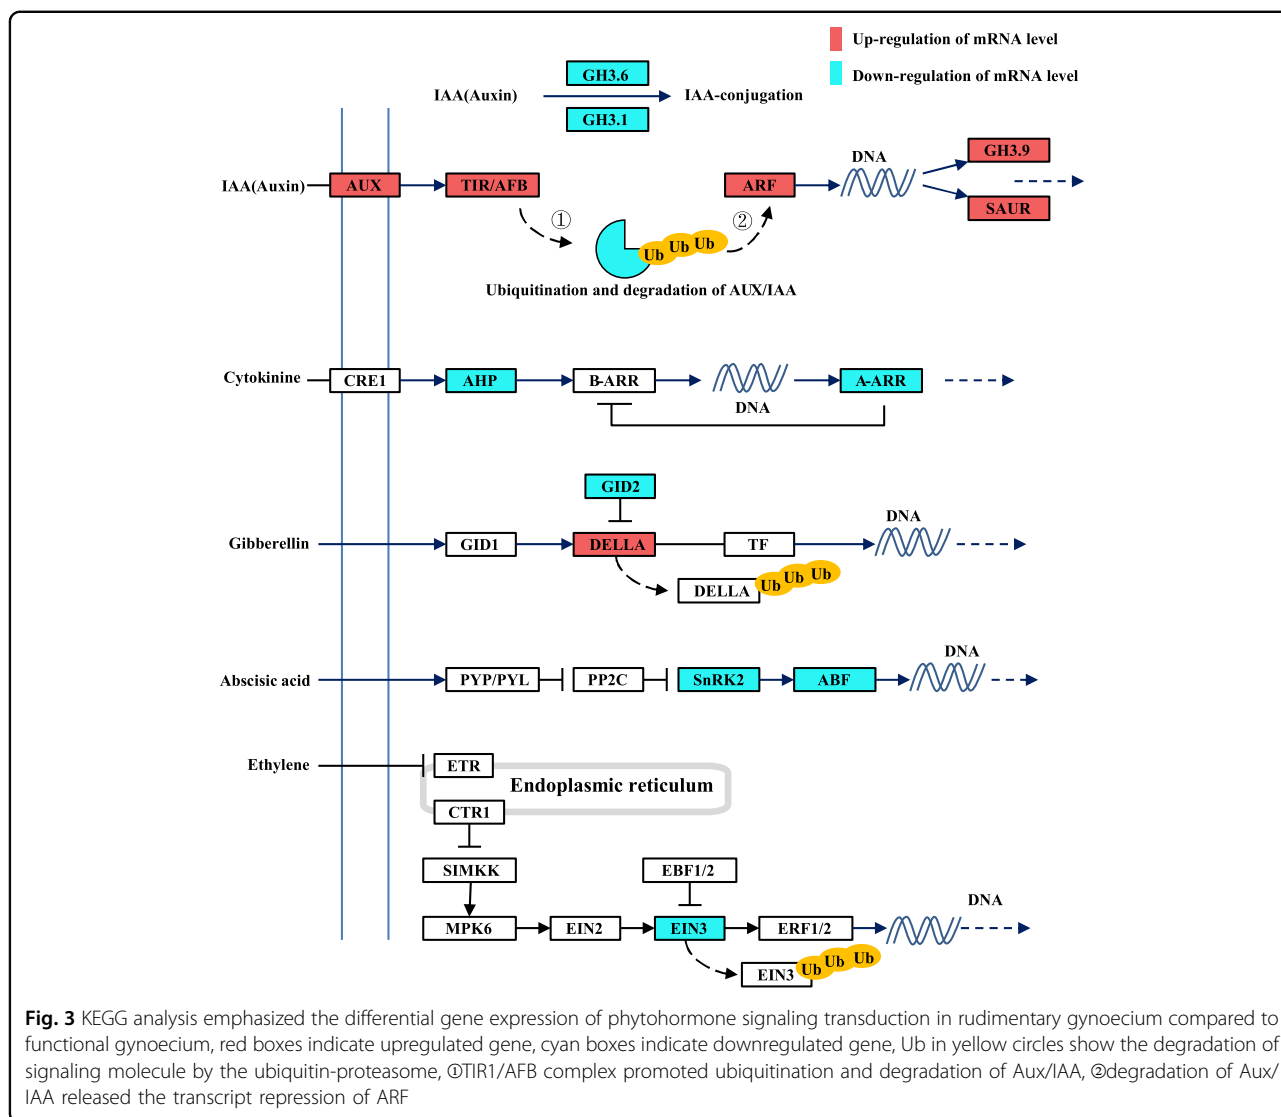 Up-regulation of mRNA level
Down-regulation of mRNA level
GH3.6
IAA(Auxin)
IAA-conjugation
GH3.1
DNA
GH3.9
IAA(Auxin)
AUX
TIR/AFB
ARF
SAUR
①
②
Ub Ub Ub
Ubiquitination and degradation of AUX/IAA
Cytokinine
CRE1
AHP
B-ARR
A-ARR
DNA
GID2
DNA
Gibberellin
GID1
DELLA
TF
DELLA
Ub Ub Ub
DNA
Abscisic acid
PYP/PYL
PP2C
SnRK2
ABF
Ethylene
ETR
Endoplasmic reticulum
CTR1
SIMKK
EBF1/2
DNA
MPK6
EIN2
EIN3
ERF1/2
EIN3
Ub Ub Ub
Fig. 3 KEGG analysis emphasized the differential gene expression of phytohormone signaling transduction in rudimentary gynoecium compared to
functional gynoecium, red boxes indicate upregulated gene, cyan boxes indicate downregulated gene, Ub in yellow circles show the degradation of
signaling molecule by the ubiquitin-proteasome, ①TIR1/AFB complex promoted ubiquitination and degradation of Aux/IAA, ②degradation of Aux/
IAA released the transcript repression of ARF